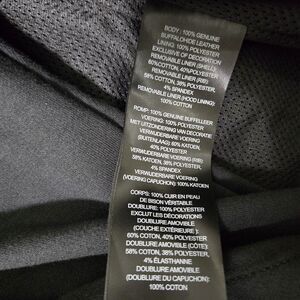 BODY: 100% GENUINE
BUFFALOHIDE LEATHER
LINING: 100% POLYESTER
EXCLUSIVE OF DECORATION
REMOVABLE LINER (SHELL):
60% COTTON, 40% POLYESTER
REMOVABLE LINER (RIB):
58% COTTON, 38% POLYESTER,
4% SPANDEX
REMOVABLE LINER (HOOD LINING):
100% COTTON
ROMP: 100% GENUINE BUFFELLEER
VOERING: 100% POLYESTER
MET UITZONDERING VAN DECORATIE
VERWIJDERBARE VOERING
(BUITENLAAG): 60% KATOEN,
40% POLYESTER
VERWIJDERBARE VOERING (RIB):
58% KATOEN, 38% POLYESTER,
4% SPANDEX
VERWIJDERBARE VOERING
(VOERING CAPUCHON): 100% KATOEN
CORPS: 100% CUIR EN PEAU
DE BISON VÉRITABLE
DOUBLURE: 100% POLYESTER
EXCLUT LES DÉCORATIONS
DOUBLURE AMOVIBLE
(COUCHE EXTÉRIEURE):
60% COTON, 40% POLYESTER
DOUBLURE AMOVIBLE (CÔTE):
58% COTON, 38% POLYESTER,
4% ÉLASTHANNE
DOUBLURE AMOVIBLE
(DOUBLURE DU CAPUCHON):
100% COTON